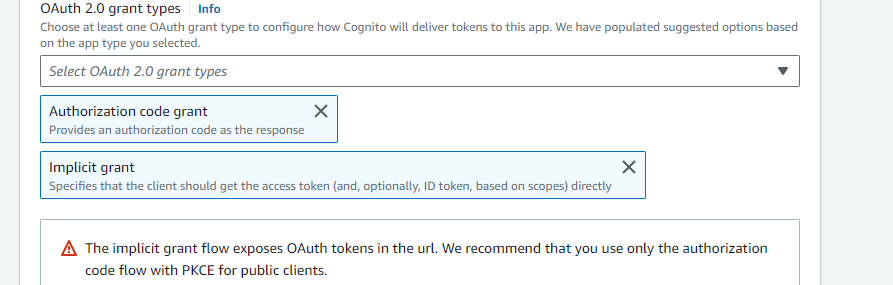 OAuth 2.0 grant types Info
Choose at least one OAuth grant type to configure how Cognito will deliver tokens to this app. We have populated suggested options based
on the app type you selected.
Select OAuth 2.0 grant types
Authorization code grant
Provides an authorization code as the response
Implicit grant
Specifies that the client should get the access token (and, optionally, ID token, based on scopes) directly
The implicit grant flow exposes OAuth tokens in the url. We recommend that you use only the authorization
code flow with PKCE for public clients.